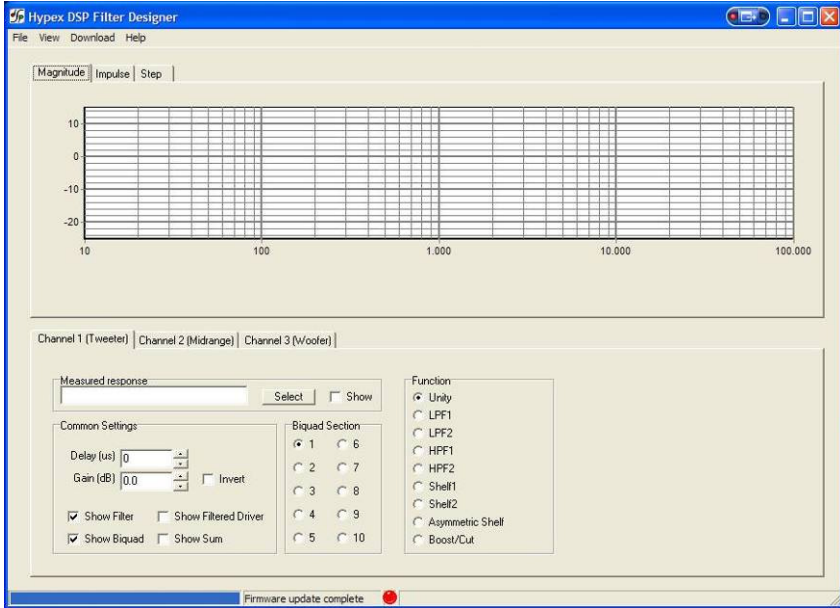 Hypex DSP Filter Designer
File View Download Help
Magnitude Impulse Step
10
0
-10
-20
10 100 1.000 10.000 100.000
Channel 1 (Tweeter) Channel 2 (Midrange) Channel 3 (Woofer)
Measured response
Select Show
Common Settings
Delay (us) 0
Gain (dB) 0.0 Invert
Show Filter Show Filtered Driver
Show Biquad Show Sum
Biquad Section
1 6
2 7
3 8
4 9
5 10
Function
Unity
LPF1
LPF2
HPF1
HPF2
Shelf1
Shelf2
Asymmetric Shelf
Boost/Cut
Firmware update complete